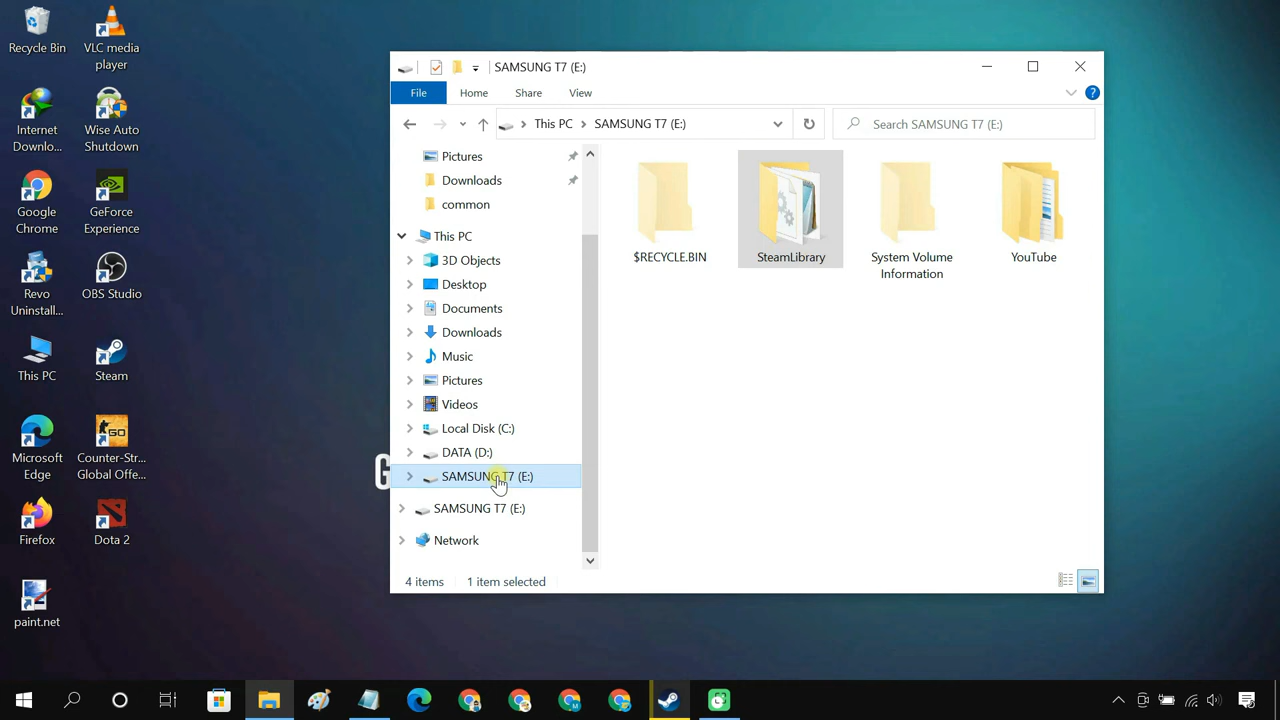 Recycle Bin
VLC media
player
Internet
Downlo...
Wise Auto
Shutdown
Google
Chrome
GeForce
Experience
Revo
Uninstall...
OBS Studio
This PC
Steam
Microsoft
Edge
Counter-Str...
Global Offe...
Firefox
Dota 2
paint.net
SAMSUNG T7 (E:)
File
Home
Share
View
This PC
SAMSUNG T7 (E:)
Search SAMSUNG T7 (E:)
Pictures
Downloads
common
This PC
3D Objects
Desktop
Documents
Downloads
Music
Pictures
Videos
Local Disk (C:)
DATA (D:)
SAMSUNG T7 (E:)
SAMSUNG T7 (E:)
Network
$RECYCLE.BIN
SteamLibrary
System Volume
Information
YouTube
4 items
1 item selected
G